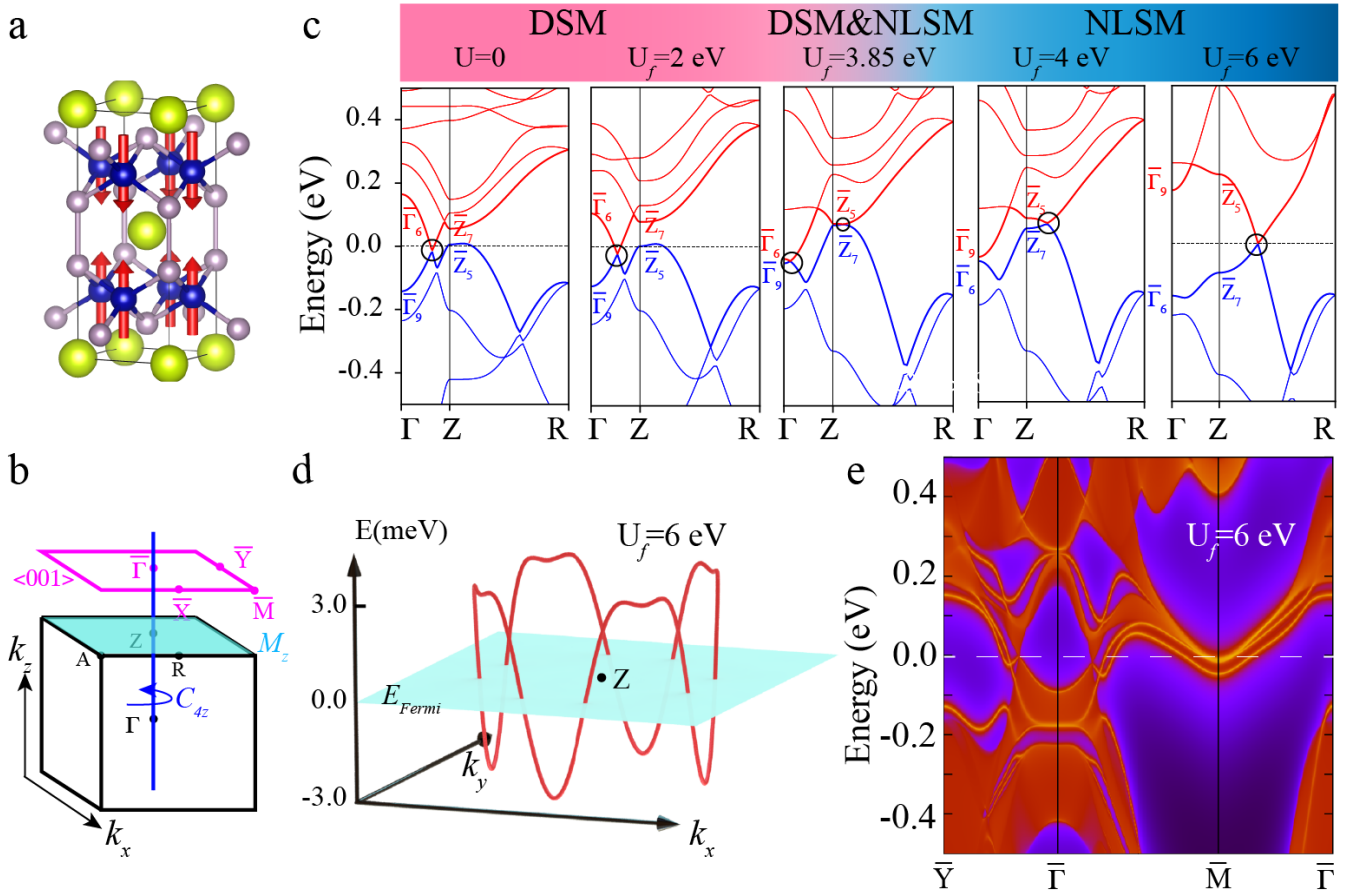 a
c
DSM DSM&NLSM NLSM
U=0 U_f=2 eV U_f=3.85 eV U_f=4 eV U_f=6 eV
Energy (eV)
0.4
0.2
0.0
-0.2
-0.4
Γ̅₆ Γ̅₉ Z̅₇ Z̅₅
Γ̅₆ Γ̅₉ Z̅₇ Z̅₅
Γ̅₆ Γ̅₉ Z̅₅ Z̅₇
Γ̅₉ Γ̅₆ Z̅₅ Z̅₇
Γ̅₉ Γ̅₆ Z̅₅ Z̅₇
Γ Z R Γ Z R Γ Z R Γ Z R Γ Z R
b
<001>
Γ̅
Y̅
X̅
M̅
Z
M_z
A
R
C_4z
Γ
k_z
k_x
d
E(meV)
U_f=6 eV
3.0
0.0
-3.0
E_Fermi
Z
k_y
k_x
e
U_f=6 eV
Energy (eV)
0.4
0.2
0.0
-0.2
-0.4
Y̅ Γ̅ M̅ Γ̅